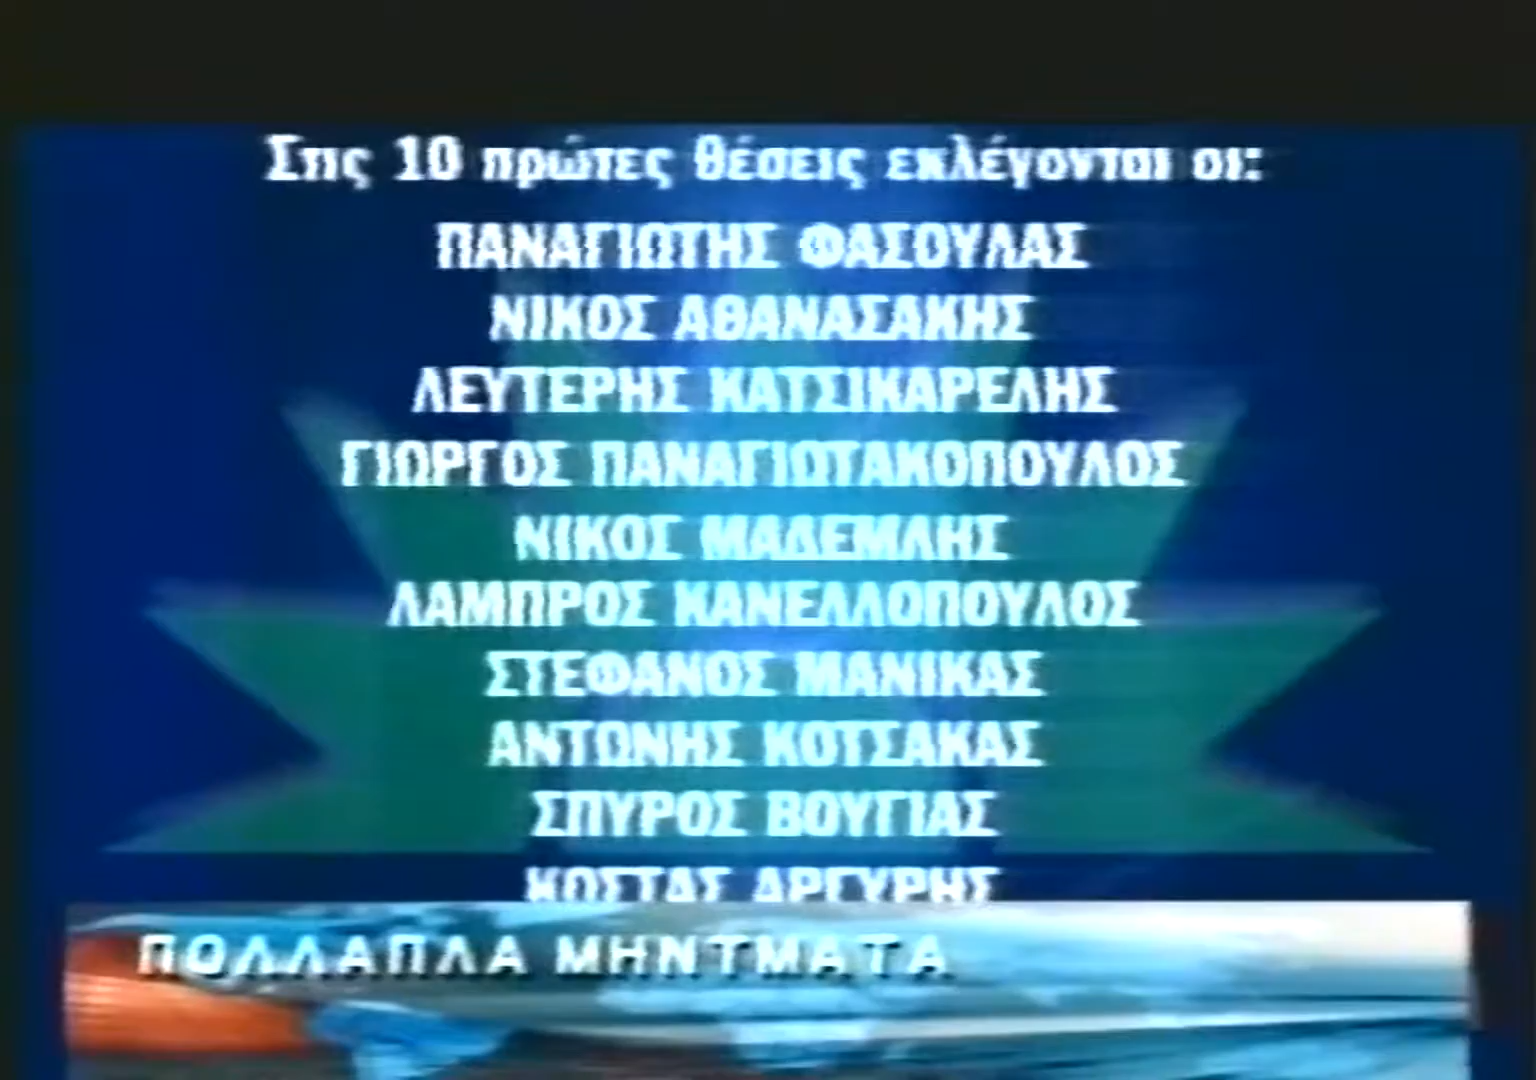 Στις 10 πρώτες θέσεις εκλέγονται οι:
ΠΑΝΑΓΙΩΤΗΣ ΦΑΣΟΥΛΑΣ
ΝΙΚΟΣ ΑΘΑΝΑΣΑΚΗΣ
ΛΕΥΤΕΡΗΣ ΚΑΤΣΙΚΑΡΕΛΗΣ
ΓΙΩΡΓΟΣ ΠΑΝΑΓΙΩΤΑΚΟΠΟΥΛΟΣ
ΝΙΚΟΣ ΜΑΔΕΜΛΗΣ
ΛΑΜΠΡΟΣ ΚΑΝΕΛΛΟΠΟΥΛΟΣ
ΣΤΕΦΑΝΟΣ ΜΑΝΙΚΑΣ
ΑΝΤΩΝΗΣ ΚΟΤΣΑΚΑΣ
ΣΠΥΡΟΣ ΒΟΥΓΙΑΣ
ΚΩΣΤΑΣ ΑΡΓΥΡΗΣ
ΠΟΛΛΑΠΛΑ ΜΗΝΥΜΑΤΑ